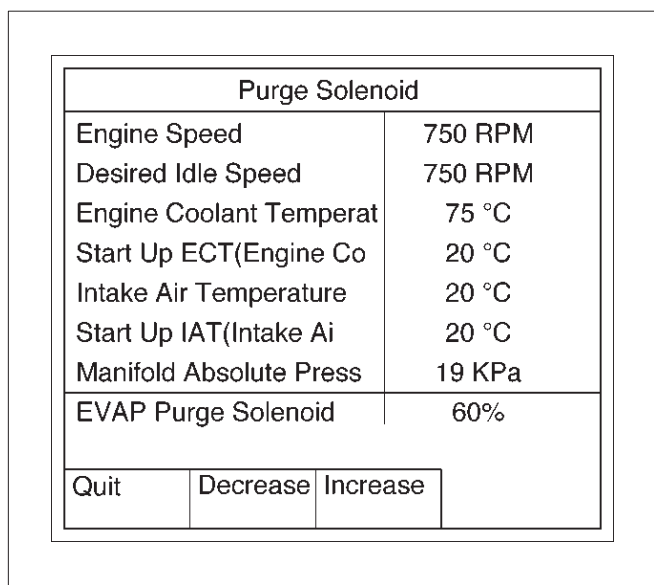 Purge Solenoid
Engine Speed 750 RPM
Desired Idle Speed 750 RPM
Engine Coolant Temperat 75 °C
Start Up ECT(Engine Co 20 °C
Intake Air Temperature 20 °C
Start Up IAT(Intake Ai 20 °C
Manifold Absolute Press 19 KPa
EVAP Purge Solenoid 60%
Quit Decrease Increase